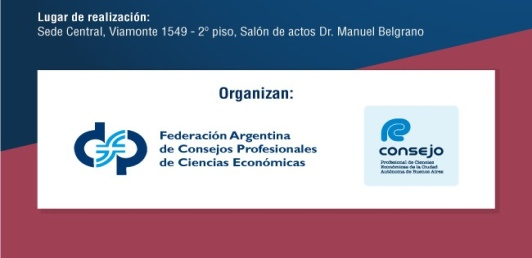 Lugar de realización:
Sede Central, Viamonte 1549 - 2º piso, Salón de actos Dr. Manuel Belgrano
Organizan:
Federación Argentina
de Consejos Profesionales
de Ciencias Económicas
consejo
Profesional de Ciencias
Económicas de la Ciudad
Autónoma de Buenos Aires